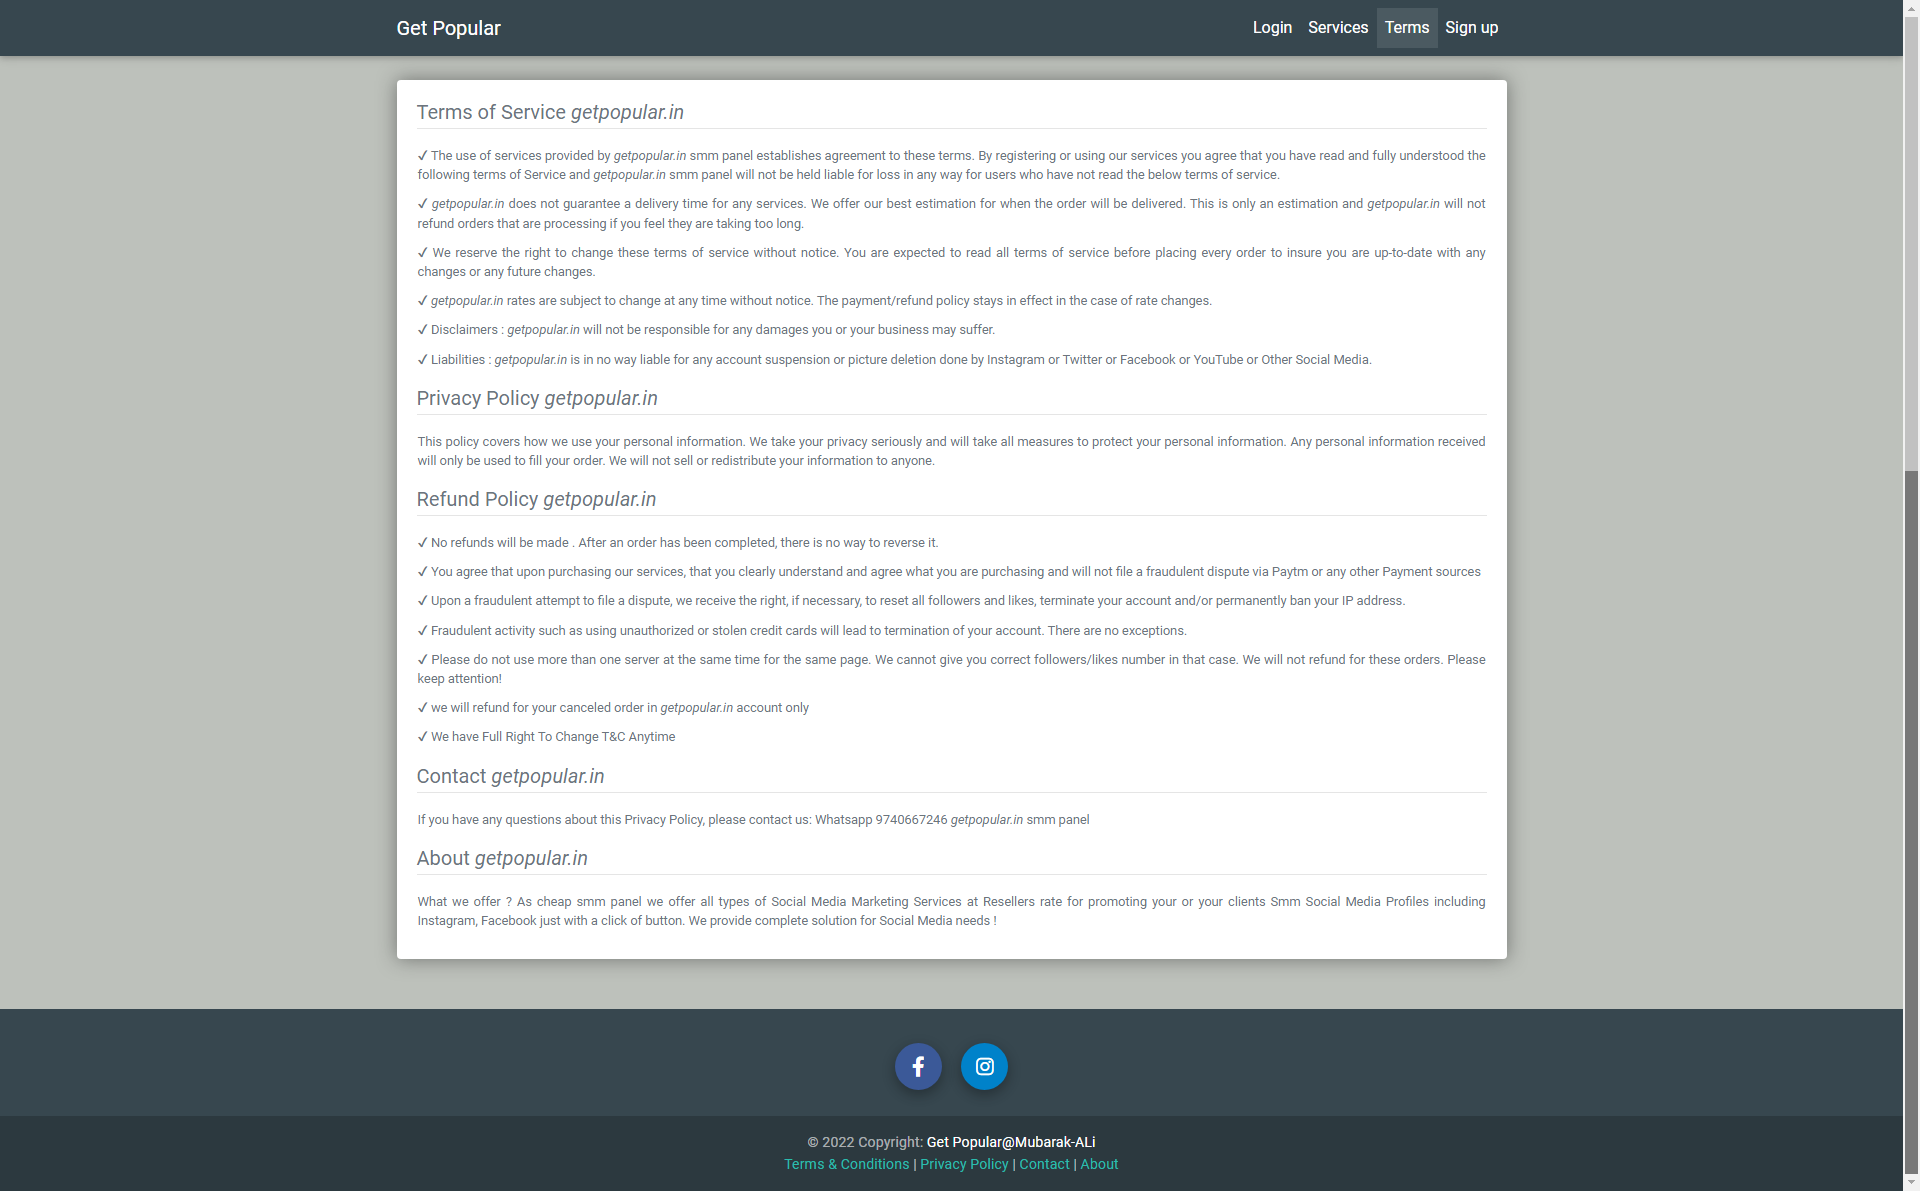 Get Popular
Login Services Terms Sign up
Terms of Service getpopular.in
✓ The use of services provided by getpopular.in smm panel establishes agreement to these terms. By registering or using our services you agree that you have read and fully understood the
following terms of Service and getpopular.in smm panel will not be held liable for loss in any way for users who have not read the below terms of service.
✓ getpopular.in does not guarantee a delivery time for any services. We offer our best estimation for when the order will be delivered. This is only an estimation and getpopular.in will not
refund orders that are processing if you feel they are taking too long.
✓ We reserve the right to change these terms of service without notice. You are expected to read all terms of service before placing every order to insure you are up-to-date with any
changes or any future changes.
✓ getpopular.in rates are subject to change at any time without notice. The payment/refund policy stays in effect in the case of rate changes.
✓ Disclaimers : getpopular.in will not be responsible for any damages you or your business may suffer.
✓ Liabilities : getpopular.in is in no way liable for any account suspension or picture deletion done by Instagram or Twitter or Facebook or YouTube or Other Social Media.
Privacy Policy getpopular.in
This policy covers how we use your personal information. We take your privacy seriously and will take all measures to protect your personal information. Any personal information received
will only be used to fill your order. We will not sell or redistribute your information to anyone.
Refund Policy getpopular.in
✓ No refunds will be made . After an order has been completed, there is no way to reverse it.
✓ You agree that upon purchasing our services, that you clearly understand and agree what you are purchasing and will not file a fraudulent dispute via Paytm or any other Payment sources
✓ Upon a fraudulent attempt to file a dispute, we receive the right, if necessary, to reset all followers and likes, terminate your account and/or permanently ban your IP address.
✓ Fraudulent activity such as using unauthorized or stolen credit cards will lead to termination of your account. There are no exceptions.
✓ Please do not use more than one server at the same time for the same page. We cannot give you correct followers/likes number in that case. We will not refund for these orders. Please
keep attention!
✓ we will refund for your canceled order in getpopular.in account only
✓ We have Full Right To Change T&C Anytime
Contact getpopular.in
If you have any questions about this Privacy Policy, please contact us: Whatsapp 9740667246 getpopular.in smm panel
About getpopular.in
What we offer ? As cheap smm panel we offer all types of Social Media Marketing Services at Resellers rate for promoting your or your clients Smm Social Media Profiles including
Instagram, Facebook just with a click of button. We provide complete solution for Social Media needs !
© 2022 Copyright: Get Popular@Mubarak-ALi
Terms & Conditions | Privacy Policy | Contact | About